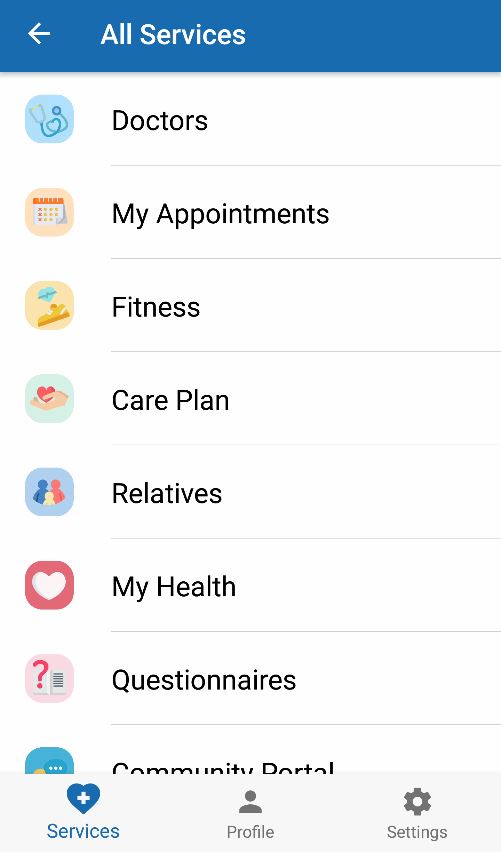 All Services
Doctors
My Appointments
Fitness
Care Plan
Relatives
My Health
Questionnaires
Community Portal
Services
Profile
Settings